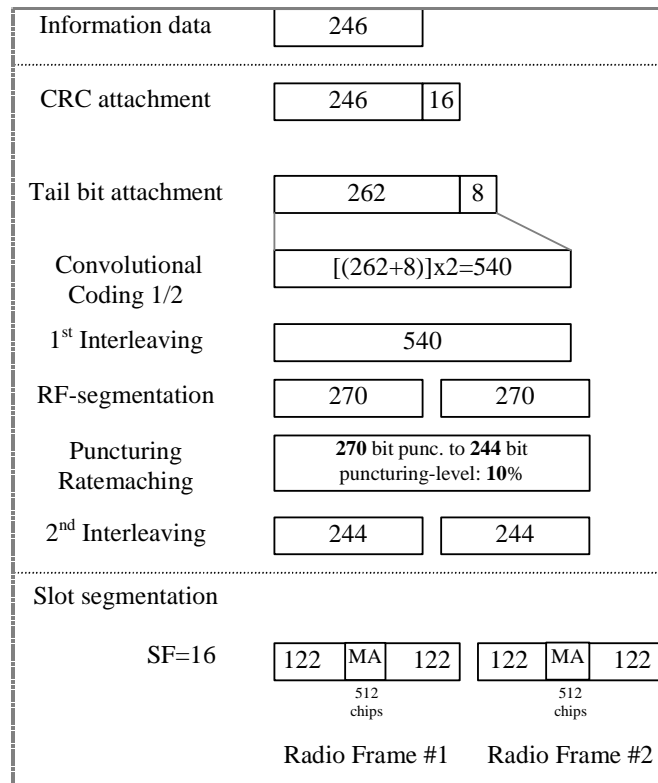 Information data 246
CRC attachment 246 16
Tail bit attachment 262 8
Convolutional
Coding 1/2
[(262+8)]x2=540
1st Interleaving 540
RF-segmentation 270 270
Puncturing
Ratemaching
270 bit punc. to 244 bit
puncturing-level: 10%
2nd Interleaving 244 244
Slot segmentation
SF=16 122 MA 122 122 MA 122
512 512
chips chips
Radio Frame #1 Radio Frame #2